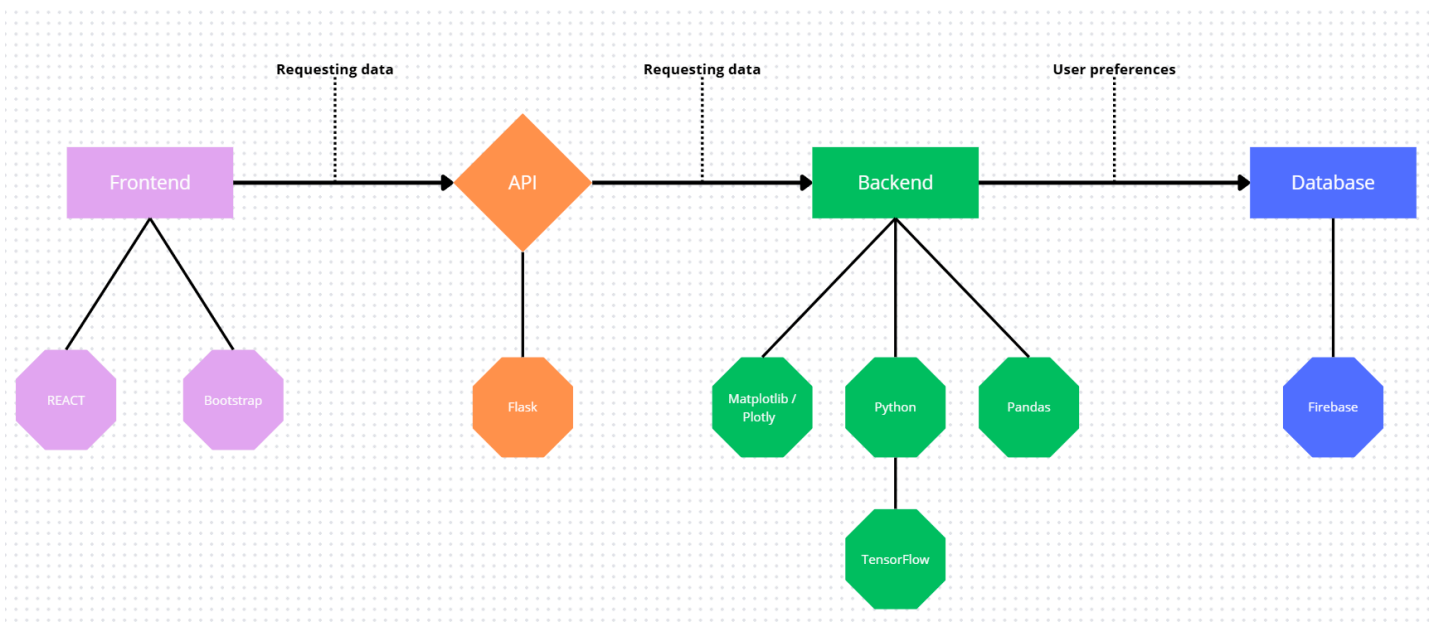 Requesting data
Requesting data
User preferences
Frontend
API
Backend
Database
REACT
Bootstrap
Flask
Matplotlib /
Plotly
Python
Pandas
Firebase
TensorFlow